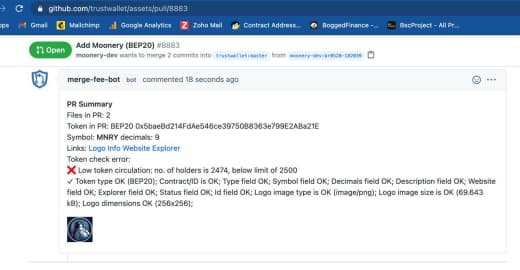 github.com/trustwallet/assets/pull/8883
ops Gmail Mailchimp Google Analytics Zoho Mail Contract Address... BoggedFinance -... BscProject - All Pr...
Open
Add Moonery (BEP20) #8883
moonery-dev wants to merge 2 commits into trustwallet:master from
merge-fee-bot bot commented 18 seconds ago
PR Summary
Files in PR: 2
Token in PR: BEP20 0x5baeBd214FdAe546ce39750B8363e799E2ABa21E
Symbol: MNRY decimals: 9
Links: Logo Info Website Explorer
Token check error:
❌ Low token circulation: no. of holders is 2474, below limit of 2500
✓ Token type OK (BEP20); Contract/ID is OK; Type field OK; Symbol field OK; Decimals field OK; Description field OK; Website
field OK; Explorer field OK; Status field OK; Id field OK; Logo image type is OK (image/png); Logo image size is OK (69.643
kB); Logo dimensions OK (256x256);